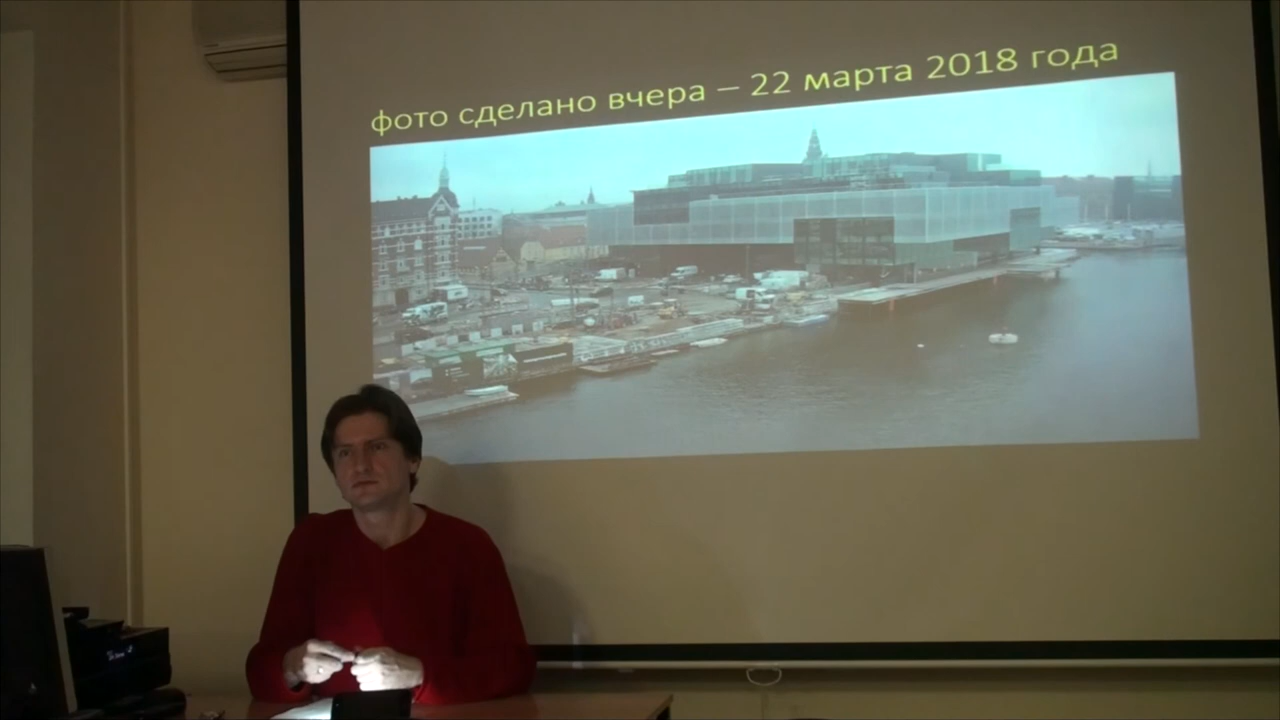 фото сделано вчера – 22 марта 2018 года